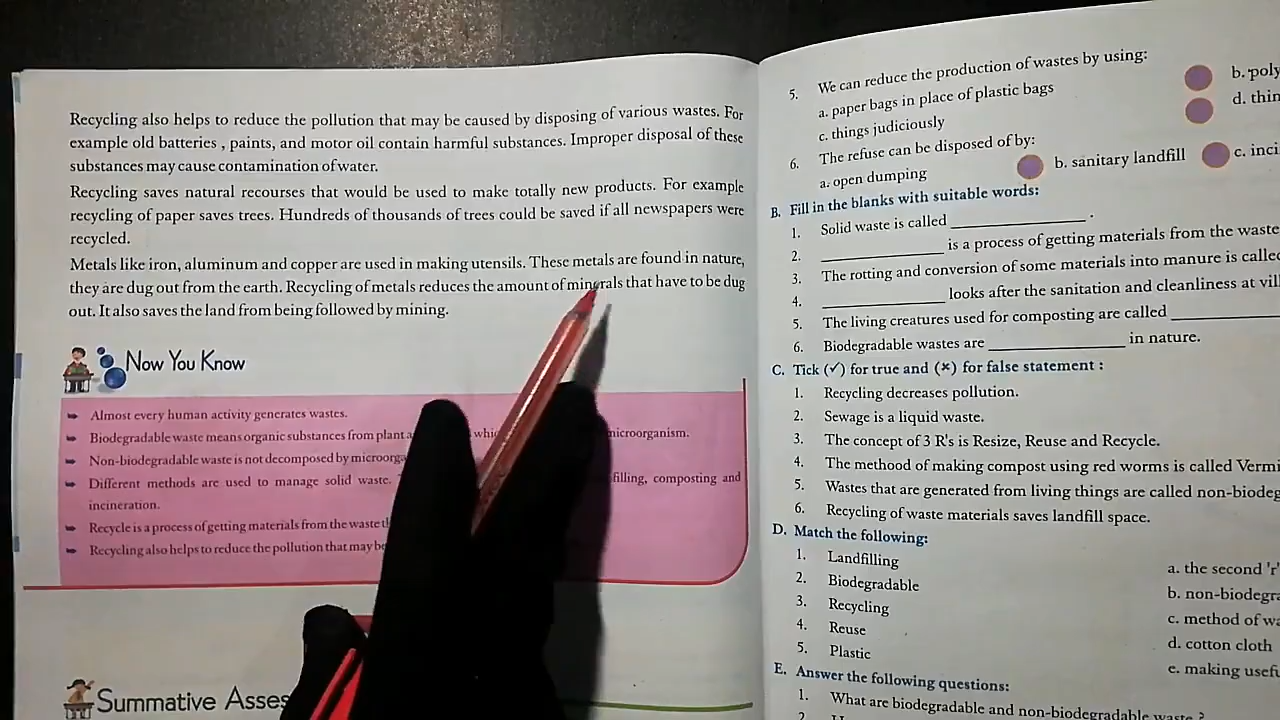 Recycling also helps to reduce the pollution that may be caused by disposing of various wastes. For
example old batteries , paints, and motor oil contain harmful substances. Improper disposal of these
substances may cause contamination of water.
Recycling saves natural recourses that would be used to make totally new products. For example
recycling of paper saves trees. Hundreds of thousands of trees could be saved if all newspapers were
recycled.
Metals like iron, aluminum and copper are used in making utensils. These metals are found in nature,
they are dug out from the earth. Recycling of metals reduces the amount of minerals that have to be dug
out. It also saves the land from being followed by mining.
Now You Know
Almost every human activity generates wastes.
Biodegradable waste means organic substances from plant microorganism.
Non-biodegradable waste is not decomposed by
Different methods are used to manage solid waste. filling, composting and
incineration.
Recycle is a process of getting materials from the waste
Recycling also helps to reduce the pollution that may be
Summative
5. We can reduce the production of wastes by using:
a. paper bags in place of plastic bags b.
c. things judiciously d.
6. The refuse can be disposed of by:
a. open dumping b. sanitary landfill c.
B. Fill in the blanks with suitable words:
1. Solid waste is called ____________ .
2. ____________ is a process of getting materials from the waste
3. The rotting and conversion of some materials into manure is called
4. ____________ looks after the sanitation and cleanliness at
5. The living creatures used for composting are called ____________
6. Biodegradable wastes are ____________ in nature.
C. Tick (✓) for true and (×) for false statement :
1. Recycling decreases pollution.
2. Sewage is a liquid waste.
3. The concept of 3 R's is Resize, Reuse and Recycle.
4. The methood of making compost using red worms is called
5. Wastes that are generated from living things are called
6. Recycling of waste materials saves landfill space.
D. Match the following:
1. Landfilling a. the second 'r'
2. Biodegradable b.
3. Recycling c. method of
4. Reuse d. cotton cloth
5. Plastic e. making
E. Answer the following questions:
1. What are biodegradable and non-biodegradable waste ?
2.